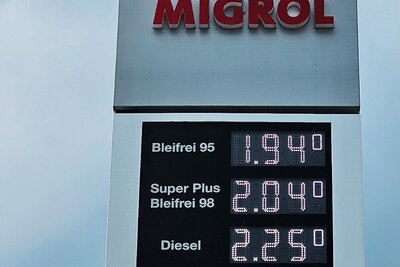 MIGROL
Bleifrei 95 1.94⁰
Super Plus
Bleifrei 98 2.04⁰
Diesel 2.25⁰